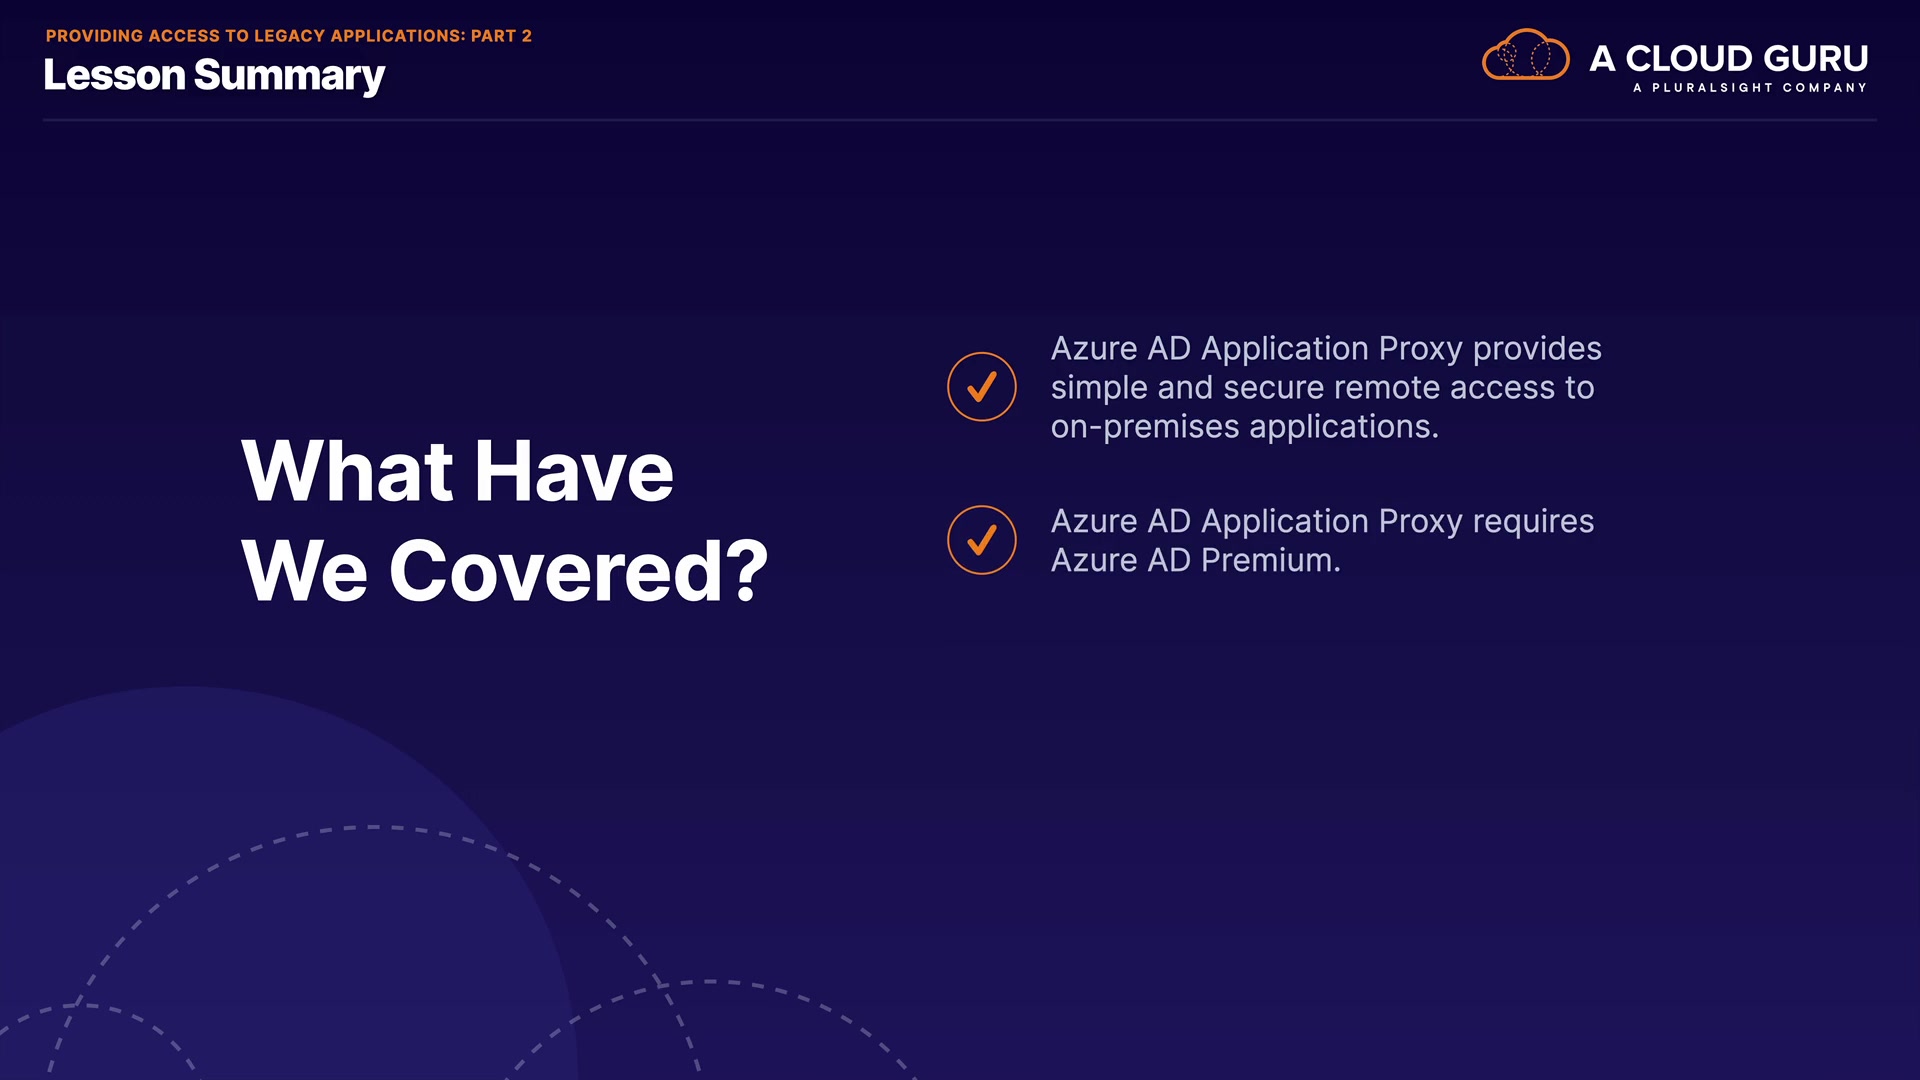 PROVIDING ACCESS TO LEGACY APPLICATIONS: PART 2
Lesson Summary
A CLOUD GURU
A PLURALSIGHT COMPANY
What Have
We Covered?
Azure AD Application Proxy provides
simple and secure remote access to
on-premises applications.
Azure AD Application Proxy requires
Azure AD Premium.